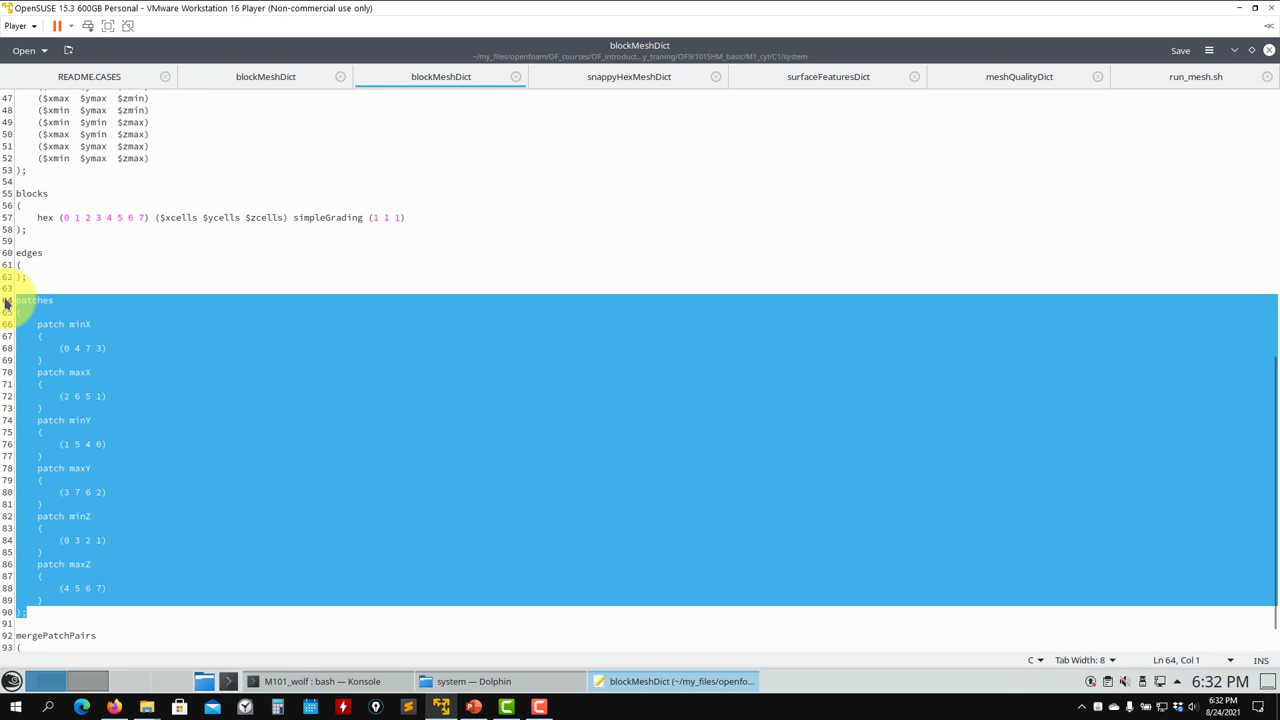 OpenSUSE 15.3 600GB Personal - VMware Workstation 16 Player (Non-commercial use only)
Player
blockMeshDict
Open
~/my_files/openfoam/OF_courses/OF_introduct…y_traning/OF9/101SHM_basic/M1_cyl/C1/system
Save
README.CASES blockMeshDict blockMeshDict snappyHexMeshDict surfaceFeaturesDict meshQualityDict run_mesh.sh
47 ($xmax $ymax $zmin)
48 ($xmin $ymax $zmin)
49 ($xmin $ymin $zmax)
50 ($xmax $ymin $zmax)
51 ($xmax $ymax $zmax)
52 ($xmin $ymax $zmax)
53 );
54
55 blocks
56 (
57 hex (0 1 2 3 4 5 6 7) ($xcells $ycells $zcells) simpleGrading (1 1 1)
58 );
59
60 edges
61 (
62 );
63
64 patches
65 (
66 patch minX
67 (
68 (0 4 7 3)
69 )
70 patch maxX
71 (
72 (2 6 5 1)
73 )
74 patch minY
75 (
76 (1 5 4 0)
77 )
78 patch maxY
79 (
80 (3 7 6 2)
81 )
82 patch minZ
83 (
84 (0 3 2 1)
85 )
86 patch maxZ
87 (
88 (4 5 6 7)
89 )
90 );
91
92 mergePatchPairs
93 (
C Tab Width: 8 Ln 64, Col 1 INS
M101_wolf : bash — Konsole system — Dolphin blockMeshDict (~/my_files/openfo… 6:32 PM
6:32 PM
8/24/2021